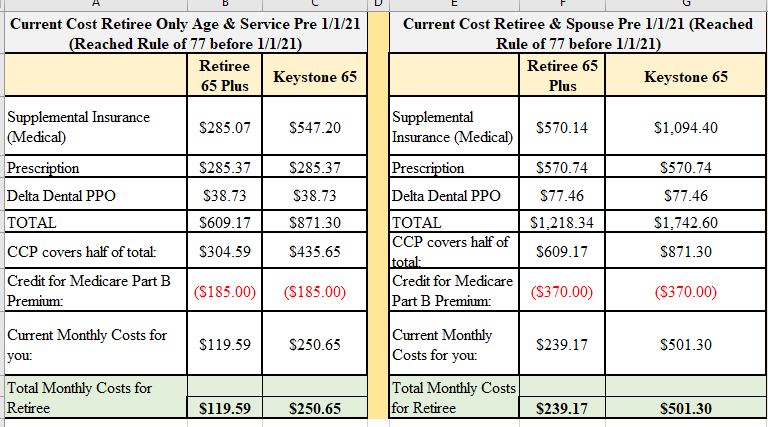 A B C D E F G
Current Cost Retiree Only Age & Service Pre 1/1/21
(Reached Rule of 77 before 1/1/21)
Retiree
65 Plus
Keystone 65
Supplemental Insurance
(Medical)
$285.07 $547.20
Prescription $285.37 $285.37
Delta Dental PPO $38.73 $38.73
TOTAL $609.17 $871.30
CCP covers half of total: $304.59 $435.65
Credit for Medicare Part B
Premium:
($185.00) ($185.00)
Current Monthly Costs for
you:
$119.59 $250.65
Total Monthly Costs for
Retiree $119.59 $250.65
Current Cost Retiree & Spouse Pre 1/1/21 (Reached
Rule of 77 before 1/1/21)
Retiree 65
Plus
Keystone 65
Supplemental
Insurance (Medical)
$570.14 $1,094.40
Prescription $570.74 $570.74
Delta Dental PPO $77.46 $77.46
TOTAL $1,218.34 $1,742.60
CCP covers half of
total:
$609.17 $871.30
Credit for Medicare
Part B Premium:
($370.00) ($370.00)
Current Monthly
Costs for you:
$239.17 $501.30
Total Monthly Costs
for Retiree $239.17 $501.30